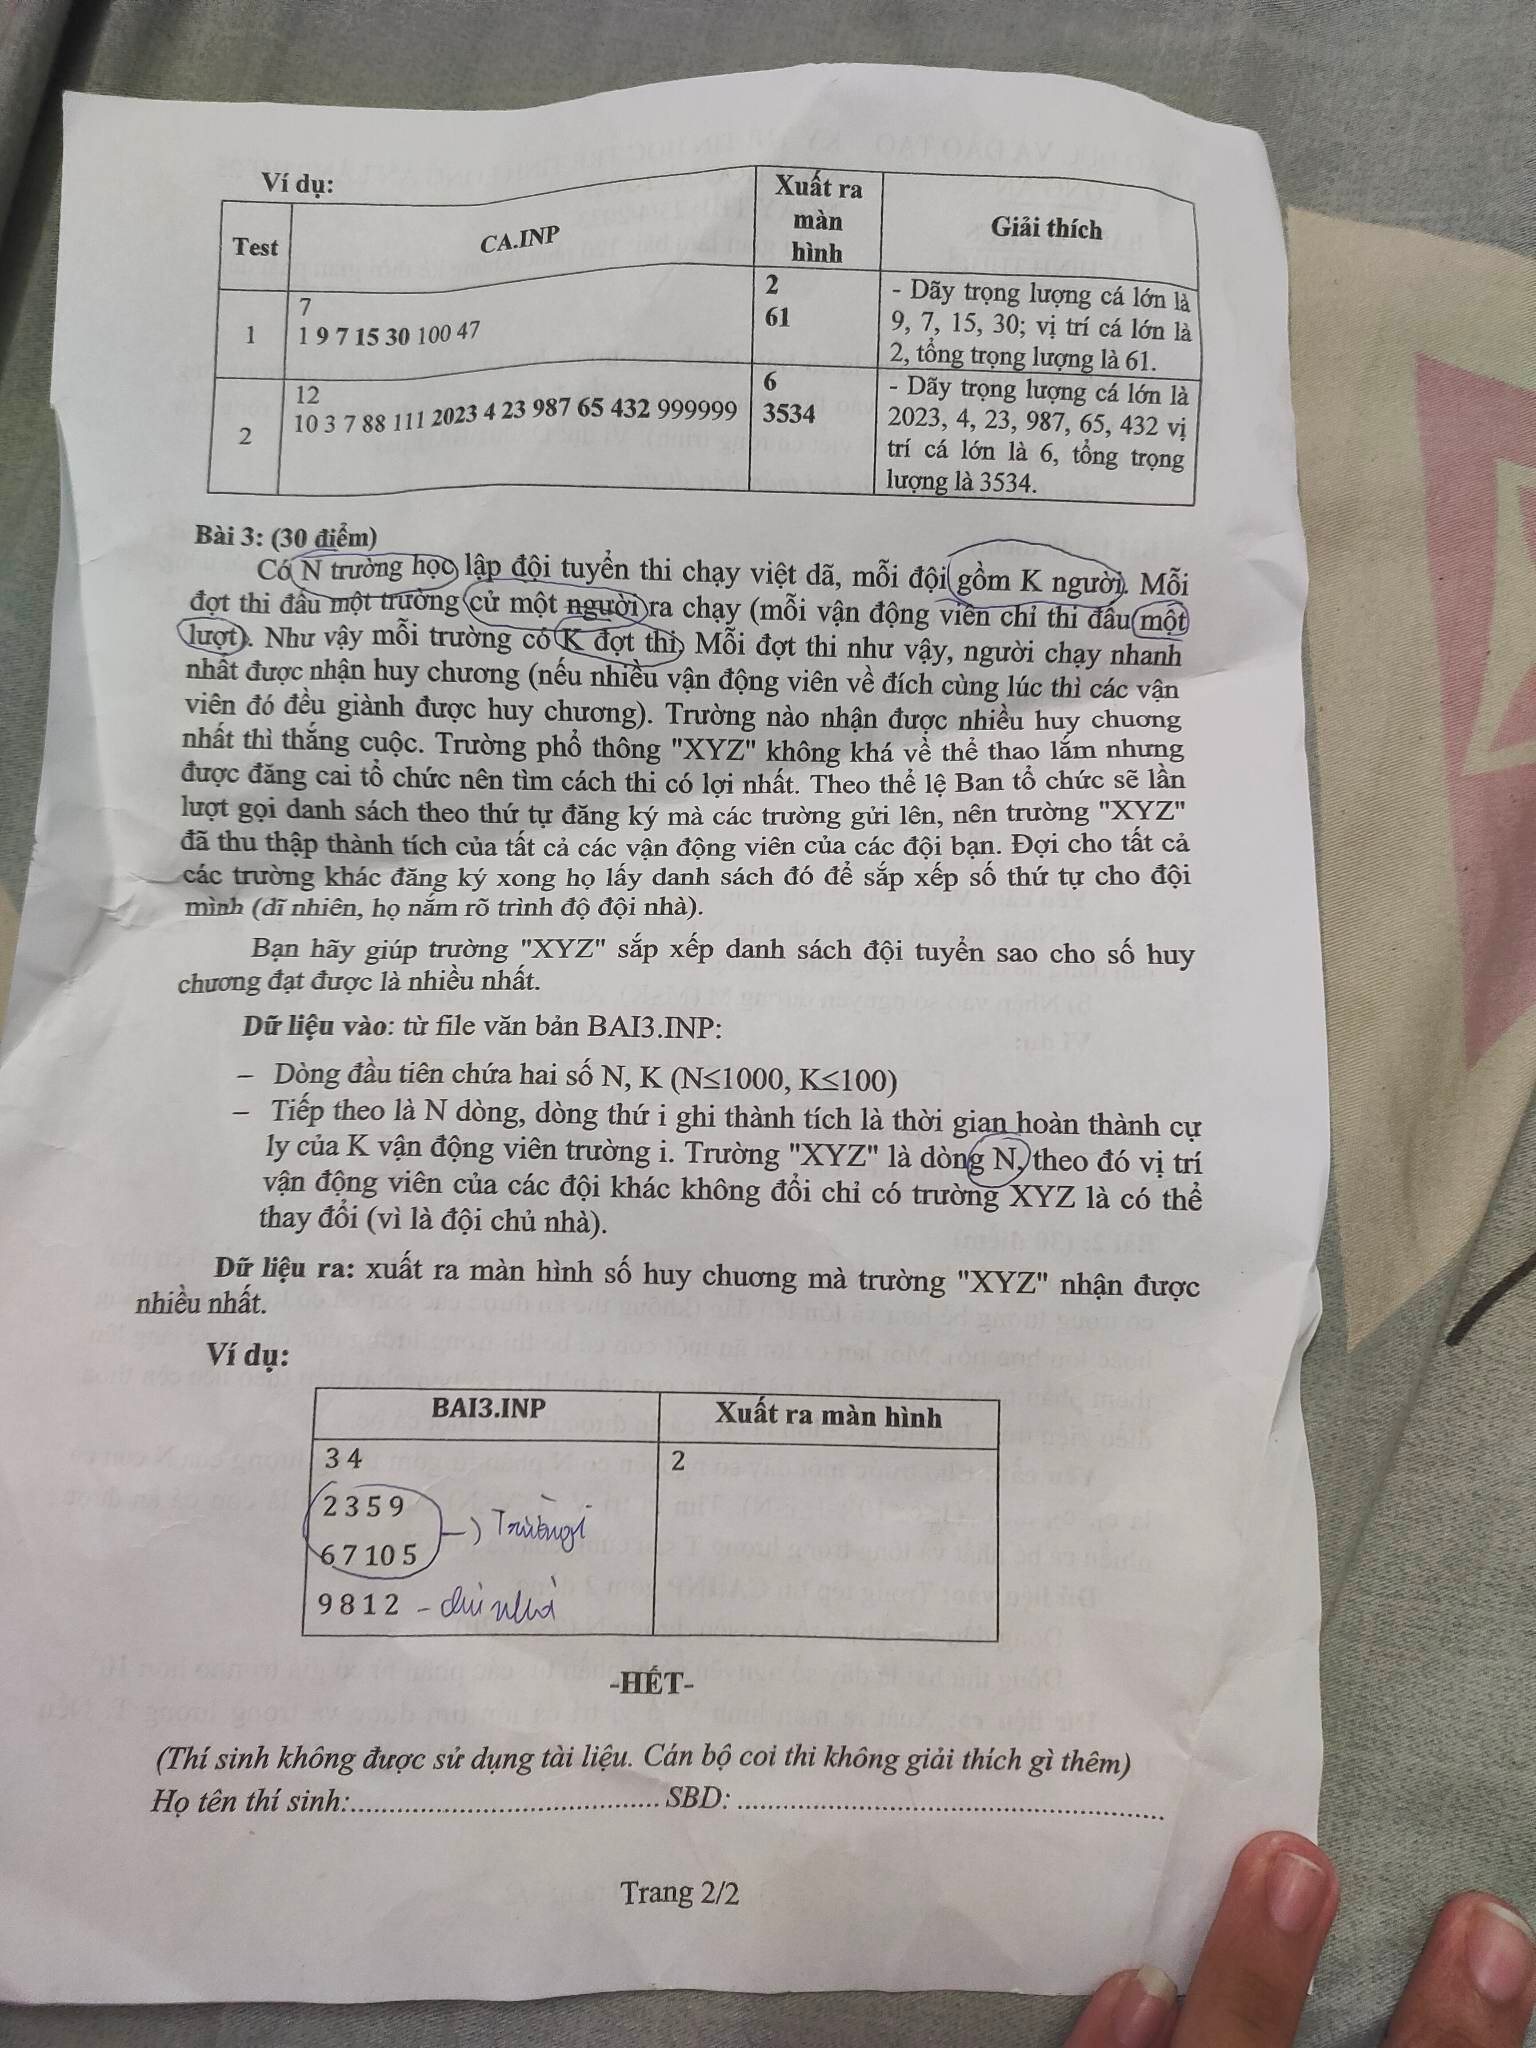 Ví dụ:
Test
CA.INP
Xuất ra màn hình
Giải thích
1
7
1 9 7 15 30 100 47
2
61
- Dãy trọng lượng cá lớn là
9, 7, 15, 30; vị trí cá lớn là
2, tổng trọng lượng là 61.
2
12
10 3 7 88 111 2023 4 23 987 65 432 999999
6
3534
- Dãy trọng lượng cá lớn là
2023, 4, 23, 987, 65, 432 vị
trí cá lớn là 6, tổng trọng
lượng là 3534.
Bài 3: (30 điểm)
Có N trường học lập đội tuyển thi chạy việt dã, mỗi đội gồm K người. Mỗi
đợt thi đấu một trường cử một người ra chạy (mỗi vận động viên chỉ thi đấu một
lượt). Như vậy mỗi trường có K đợt thi. Mỗi đợt thi như vậy, người chạy nhanh
nhất được nhận huy chương (nếu nhiều vận động viên về đích cùng lúc thì các vận
viên đó đều giành được huy chương). Trường nào nhận được nhiều huy chuơng
nhất thì thắng cuộc. Trường phổ thông "XYZ" không khá về thể thao lắm nhưng
được đăng cai tổ chức nên tìm cách thi có lợi nhất. Theo thể lệ Ban tổ chức sẽ lần
lượt gọi danh sách theo thứ tự đăng ký mà các trường gửi lên, nên trường "XYZ"
đã thu thập thành tích của tất cả các vận động viên của các đội bạn. Đợi cho tất cả
các trường khác đăng ký xong họ lấy danh sách đó để sắp xếp số thứ tự cho đội
mình (dĩ nhiên, họ nắm rõ trình độ đội nhà).
Bạn hãy giúp trường "XYZ" sắp xếp danh sách đội tuyển sao cho số huy
chương đạt được là nhiều nhất.
Dữ liệu vào: từ file văn bản BAI3.INP:
– Dòng đầu tiên chứa hai số N, K (N≤1000, K≤100)
– Tiếp theo là N dòng, dòng thứ i ghi thành tích là thời gian hoàn thành cự
ly của K vận động viên trường i. Trường "XYZ" là dòng N, theo đó vị trí
vận động viên của các đội khác không đổi chỉ có trường XYZ là có thể
thay đổi (vì là đội chủ nhà).
Dữ liệu ra: xuất ra màn hình số huy chuơng mà trường "XYZ" nhận được
nhiều nhất.
Ví dụ:
BAI3.INP
Xuất ra màn hình
3 4
2
2 3 5 9
6 7 10 5
Trường i
9 8 1 2 - chủ nhà
-HẾT-
(Thí sinh không được sử dụng tài liệu. Cán bộ coi thi không giải thích gì thêm)
Họ tên thí sinh:........................................ SBD: ........................................................
Trang 2/2